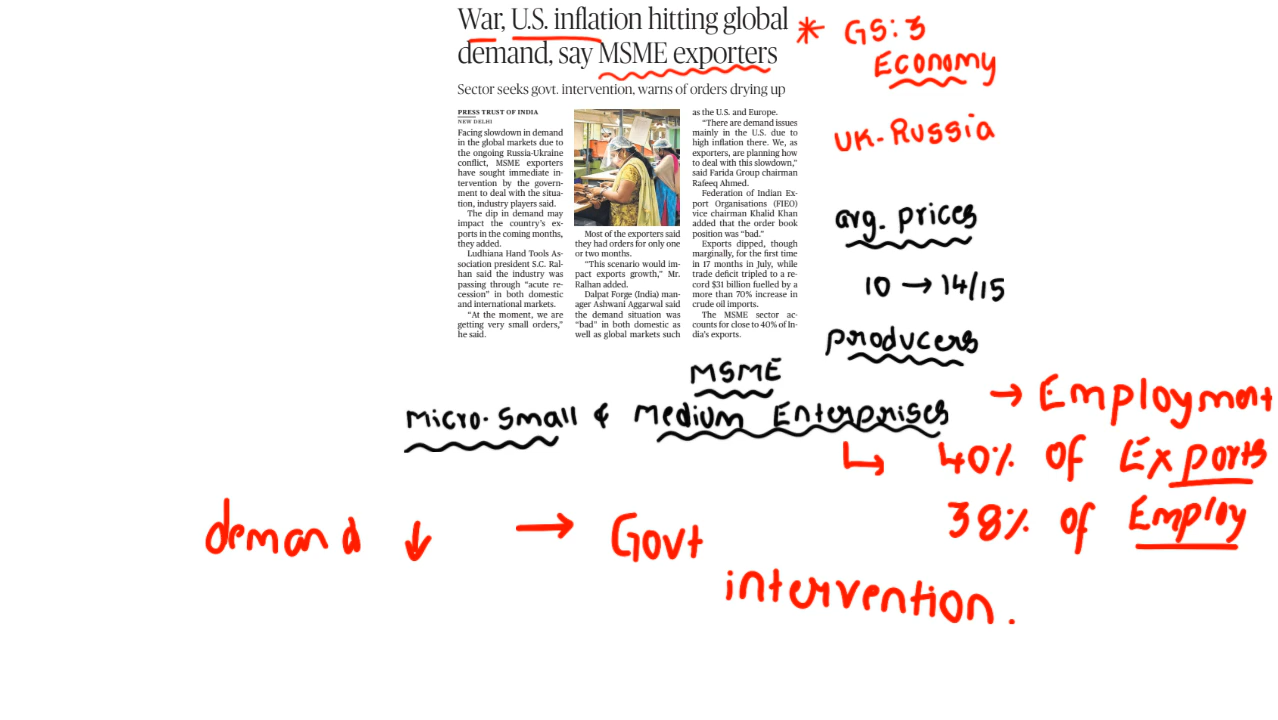 War, U.S. inflation hitting global
demand, say MSME exporters
Sector seeks govt. intervention, warns of orders drying up
PRESS TRUST OF INDIA
NEW DELHI
Facing slowdown in demand
in the global markets due to
the ongoing Russia-Ukraine
conflict, MSME exporters
have sought immediate in-
tervention by the govern-
ment to deal with the situa-
tion, industry players said.
The dip in demand may
impact the country's ex-
ports in the coming months,
they added.
Ludhiana Hand Tools As-
sociation president S.C. Ral-
han said the industry was
passing through "acute re-
cession" in both domestic
and international markets.
"At the moment, we are
getting very small orders,"
he said.
Most of the exporters said
they had orders for only one
or two months.
"This scenario would im-
pact exports growth," Mr.
Ralhan added.
Dalpat Forge (India) man-
ager Ashwani Aggarwal said
the demand situation was
"bad" in both domestic as
well as global markets such
as the U.S. and Europe.
"There are demand issues
mainly in the U.S. due to
high inflation there. We, as
exporters, are planning how
to deal with this slowdown,"
said Farida Group chairman
Rafeeq Ahmed.
Federation of Indian Ex-
port Organisations (FIEO)
vice chairman Khalid Khan
added that the order book
position was "bad."
Exports dipped, though
marginally, for the first time
in 17 months in July, while
trade deficit tripled to a re-
cord $31 billion fuelled by a
more than 70% increase in
crude oil imports.
The MSME sector ac-
counts for close to 40% of In-
dia's exports.
* GS:3
Economy
UK-Russia
avg. prices
10 → 14/15
producers
MSME
Micro. Small & Medium Enterprises
→ Employment
↳ 40% of Exports
38% of Employ
demand ↓ → Govt
intervention.